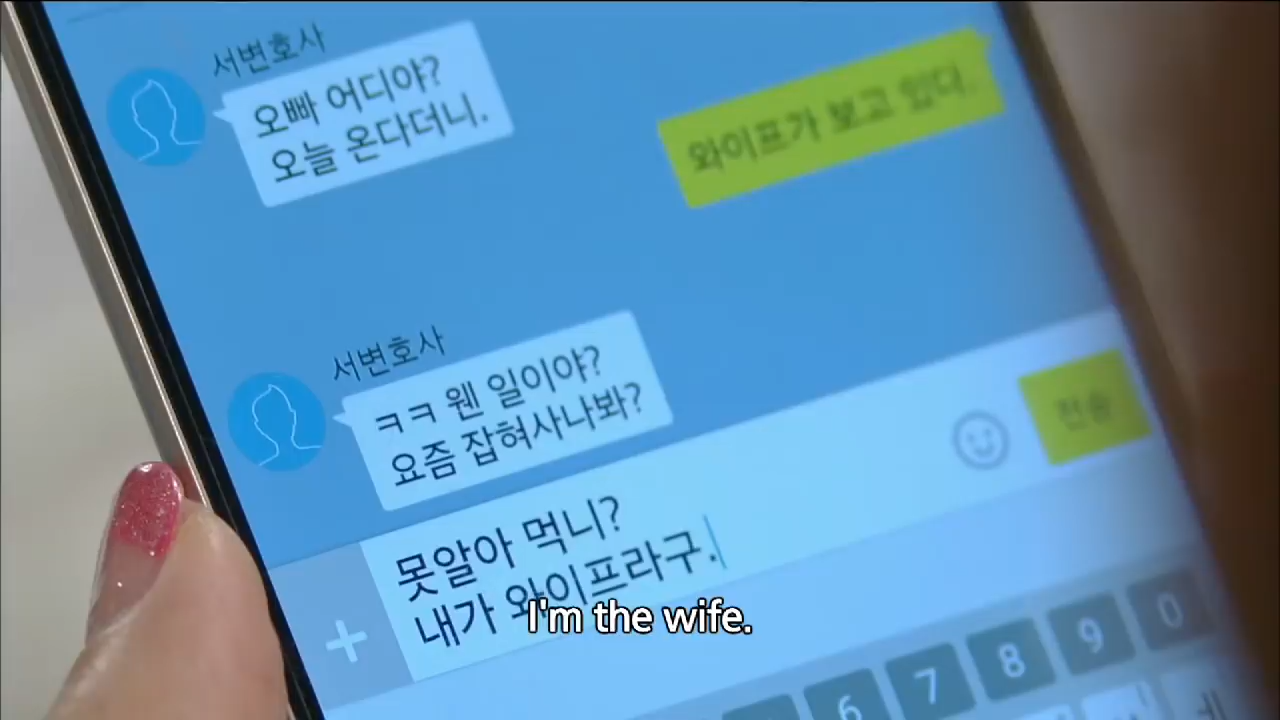 서변호사
오빠 어디야?
오늘 온다더니.
와이프가 보고 있다.
서변호사
ㅋㅋ 웬 일이야?
요즘 잡혀사나봐?
전송
못알아 먹니?
내가 와이프라구.
I'm the wife.
+
6 7 8 9 0